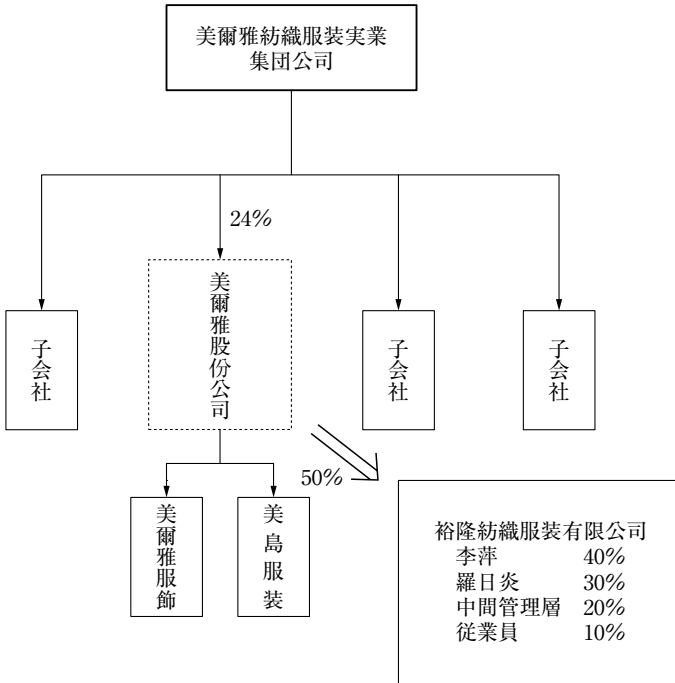 美爾雅紡織服装実業
集団公司
24%
子会社
美爾雅股份公司
子会社
子会社
50%
美爾雅服飾
美島服装
裕隆紡織服装有限公司
李萍 40%
羅日炎 30%
中間管理層 20%
従業員 10%